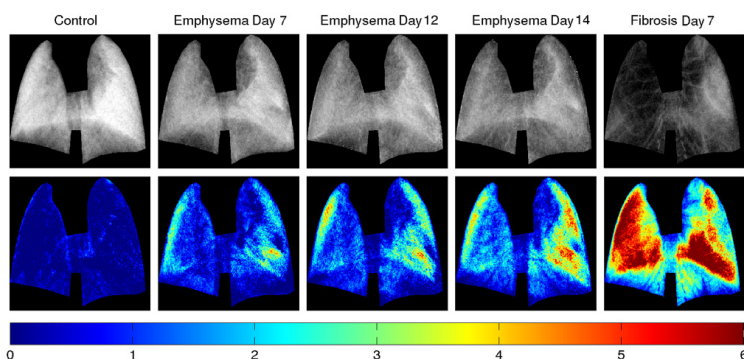 Control
Emphysema Day 7
Emphysema Day 12
Emphysema Day 14
Fibrosis Day 7
0 1 2 3 4 5 6